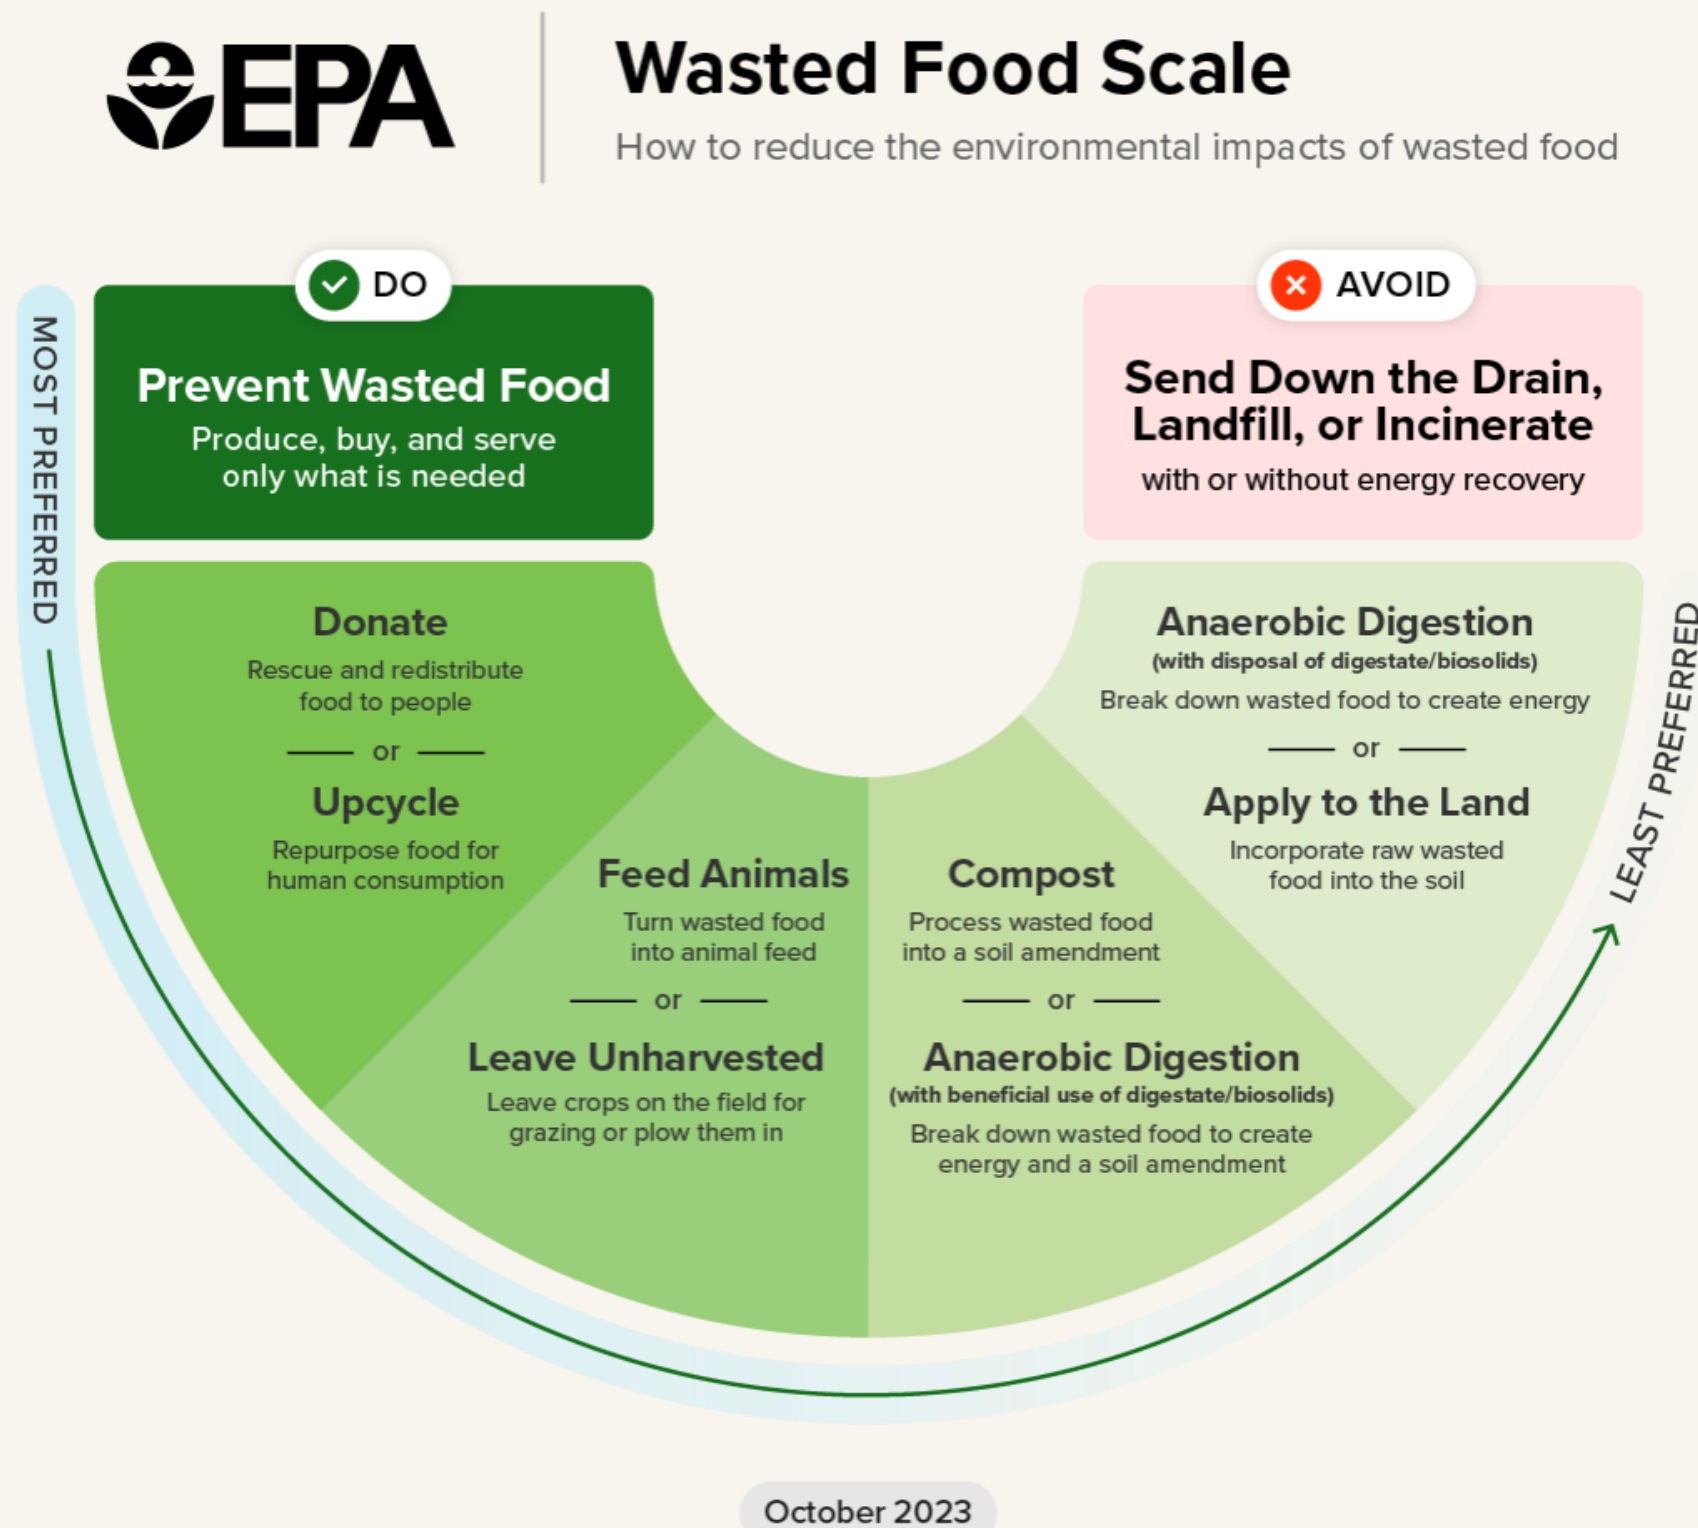 EPA
Wasted Food Scale
How to reduce the environmental impacts of wasted food
DO
Prevent Wasted Food
Produce, buy, and serve
only what is needed
AVOID
Send Down the Drain,
Landfill, or Incinerate
with or without energy recovery
MOST PREFERRED
Donate
Rescue and redistribute
food to people
or
Upcycle
Repurpose food for
human consumption
Feed Animals
Turn wasted food
into animal feed
or
Leave Unharvested
Leave crops on the field for
grazing or plow them in
Compost
Process wasted food
into a soil amendment
or
Anaerobic Digestion
(with beneficial use of digestate/biosolids)
Break down wasted food to create
energy and a soil amendment
Anaerobic Digestion
(with disposal of digestate/biosolids)
Break down wasted food to create energy
or
Apply to the Land
Incorporate raw wasted
food into the soil
LEAST PREFERRED
October 2023